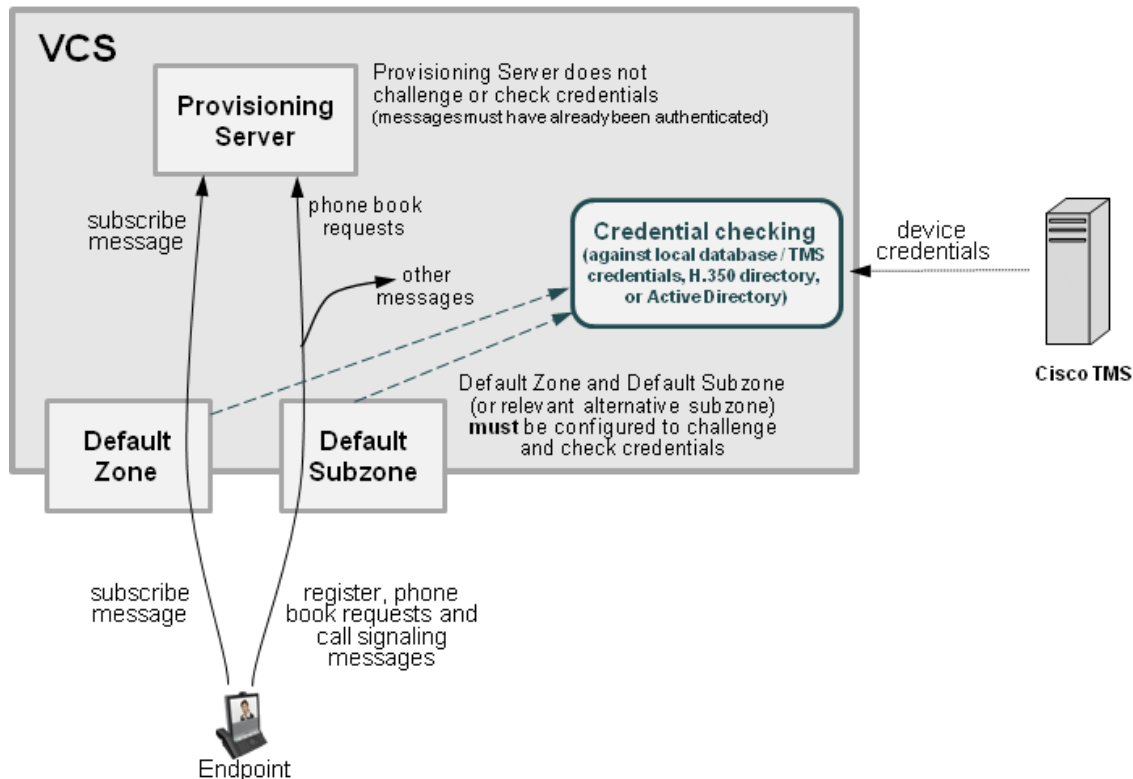 VCS
Provisioning
Server
Provisioning Server does not
challenge or check credentials
(messages must have already been authenticated)
subscribe
message
phone book
requests
other
messages
Credential checking
(against local database / TMS
credentials, H.350 directory,
or Active Directory)
device
credentials
Cisco TMS
Default Zone and Default Subzone
(or relevant alternative subzone)
must be configured to challenge
and check credentials
Default
Zone
Default
Subzone
subscribe
message
register, phone
book requests and
call signaling
messages
Endpoint